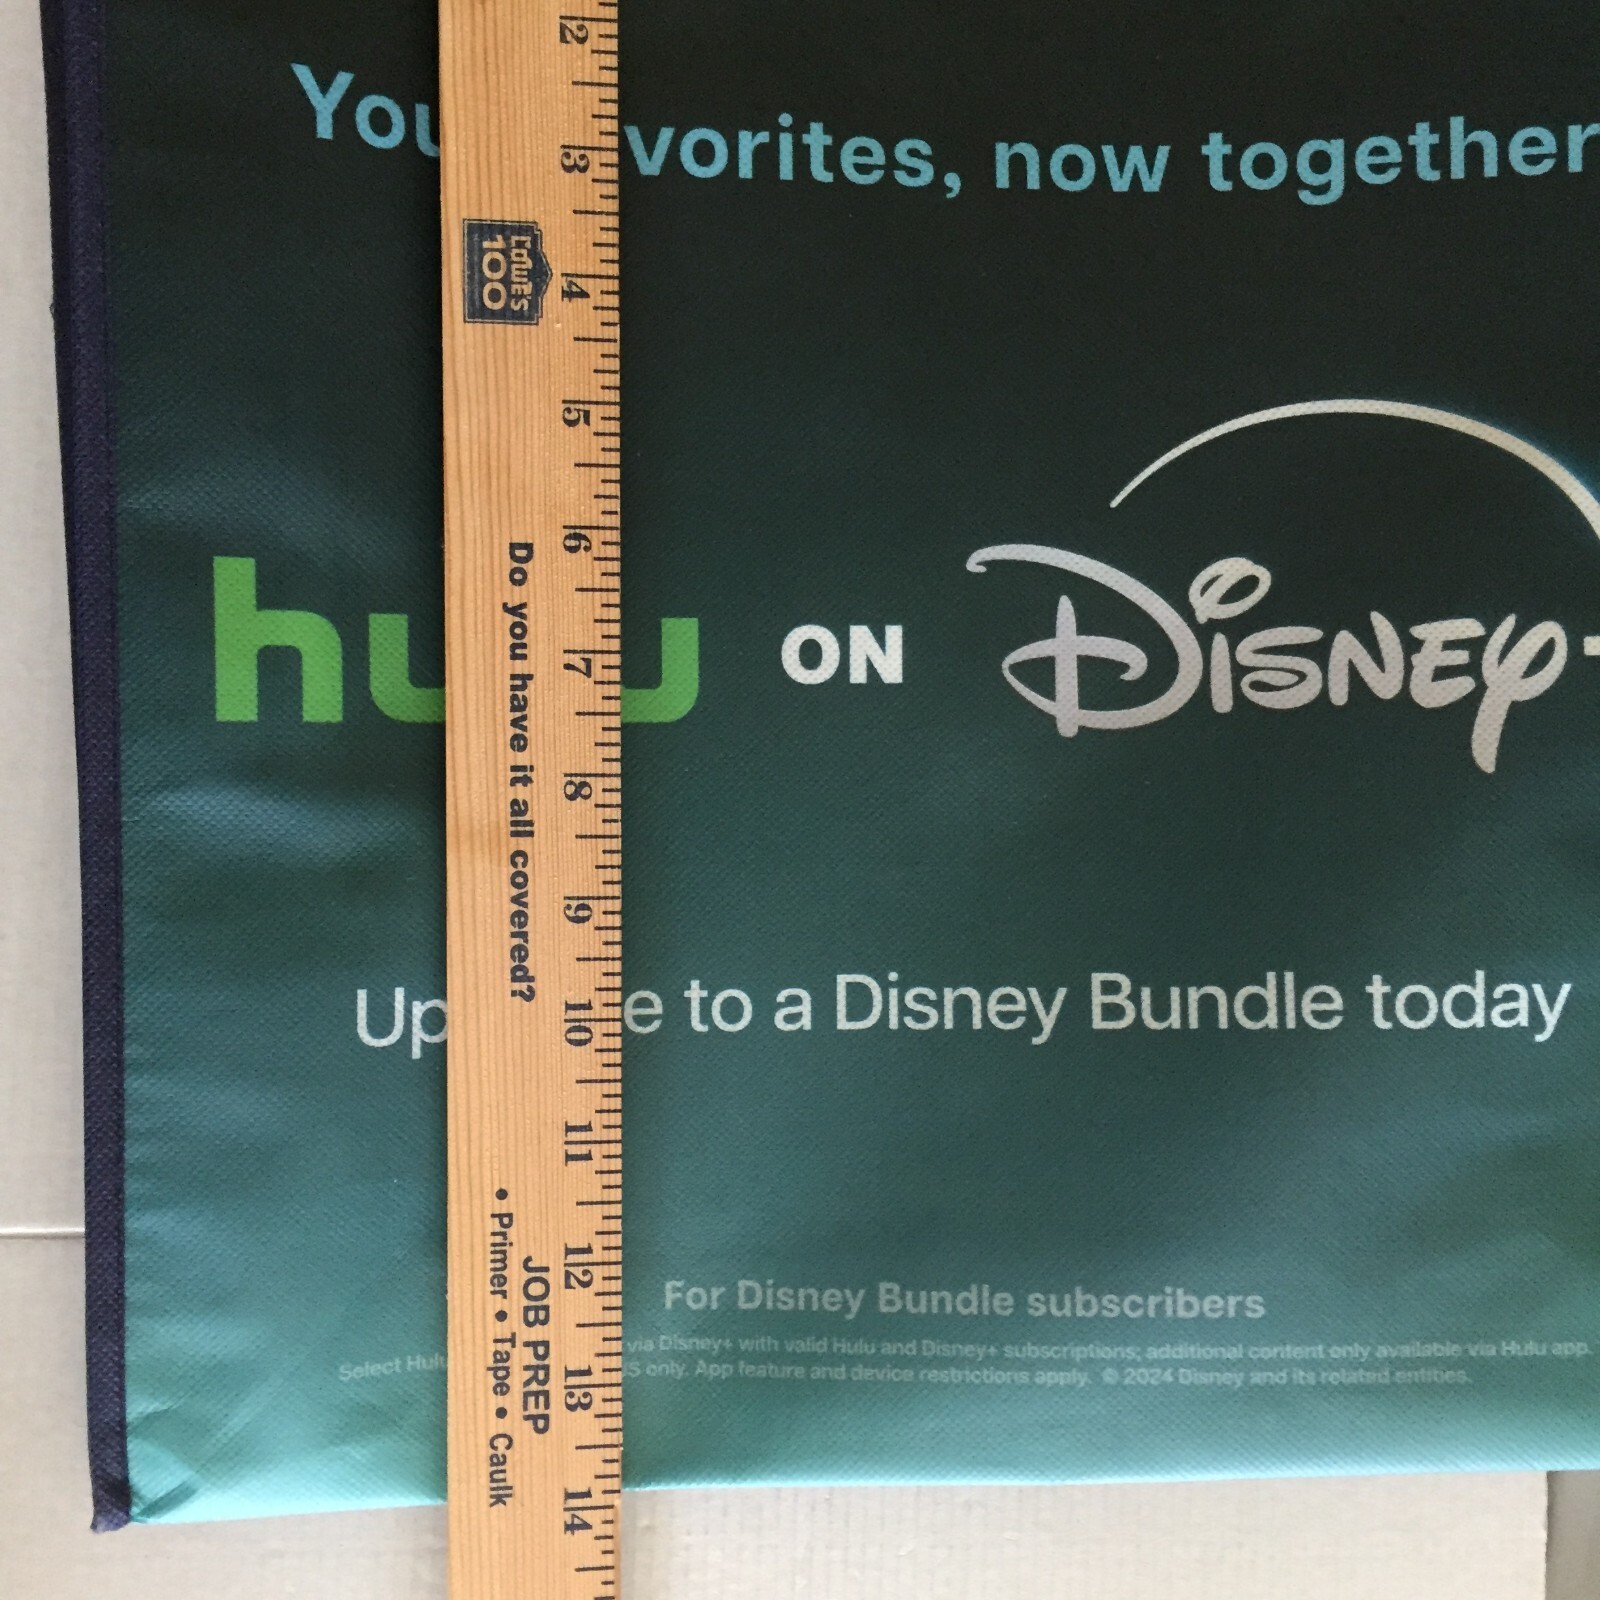 You vorites, now together
hu u ON Disney+
Up e to a Disney Bundle today
For Disney Bundle subscribers
via Disney+ with valid Hulu and Disney+ subscriptions; additional content only available via Hulu app.
Select Hulu S only. App feature and device restrictions apply. © 2024 Disney and its related entities.
2 3 4 5 6 7 8 9 10 11 12 13 14
LOWE'S
100
Do you have it all covered?
JOB PREP
• Primer • Tape • Caulk